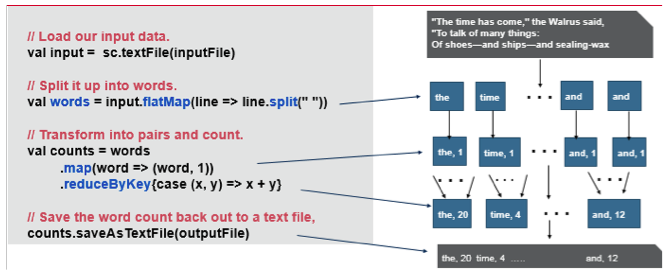 // Load our input data.
val input = sc.textFile(inputFile)
// Split it up into words.
val words = input.flatMap(line => line.split(" "))
// Transform into pairs and count.
val counts = words
.map(word => (word, 1))
.reduceByKey{case (x, y) => x + y}
// Save the word count back out to a text file,
counts.saveAsTextFile(outputFile)
"The time has come," the Walrus said,
"To talk of many things:
Of shoes—and ships—and sealing-wax
the time . . . and and
the, 1 time, 1 . . . and, 1 and, 1
. . . . . . . . .
the, 20 time, 4 . . . and, 12
the, 20 time, 4 ..... and, 12